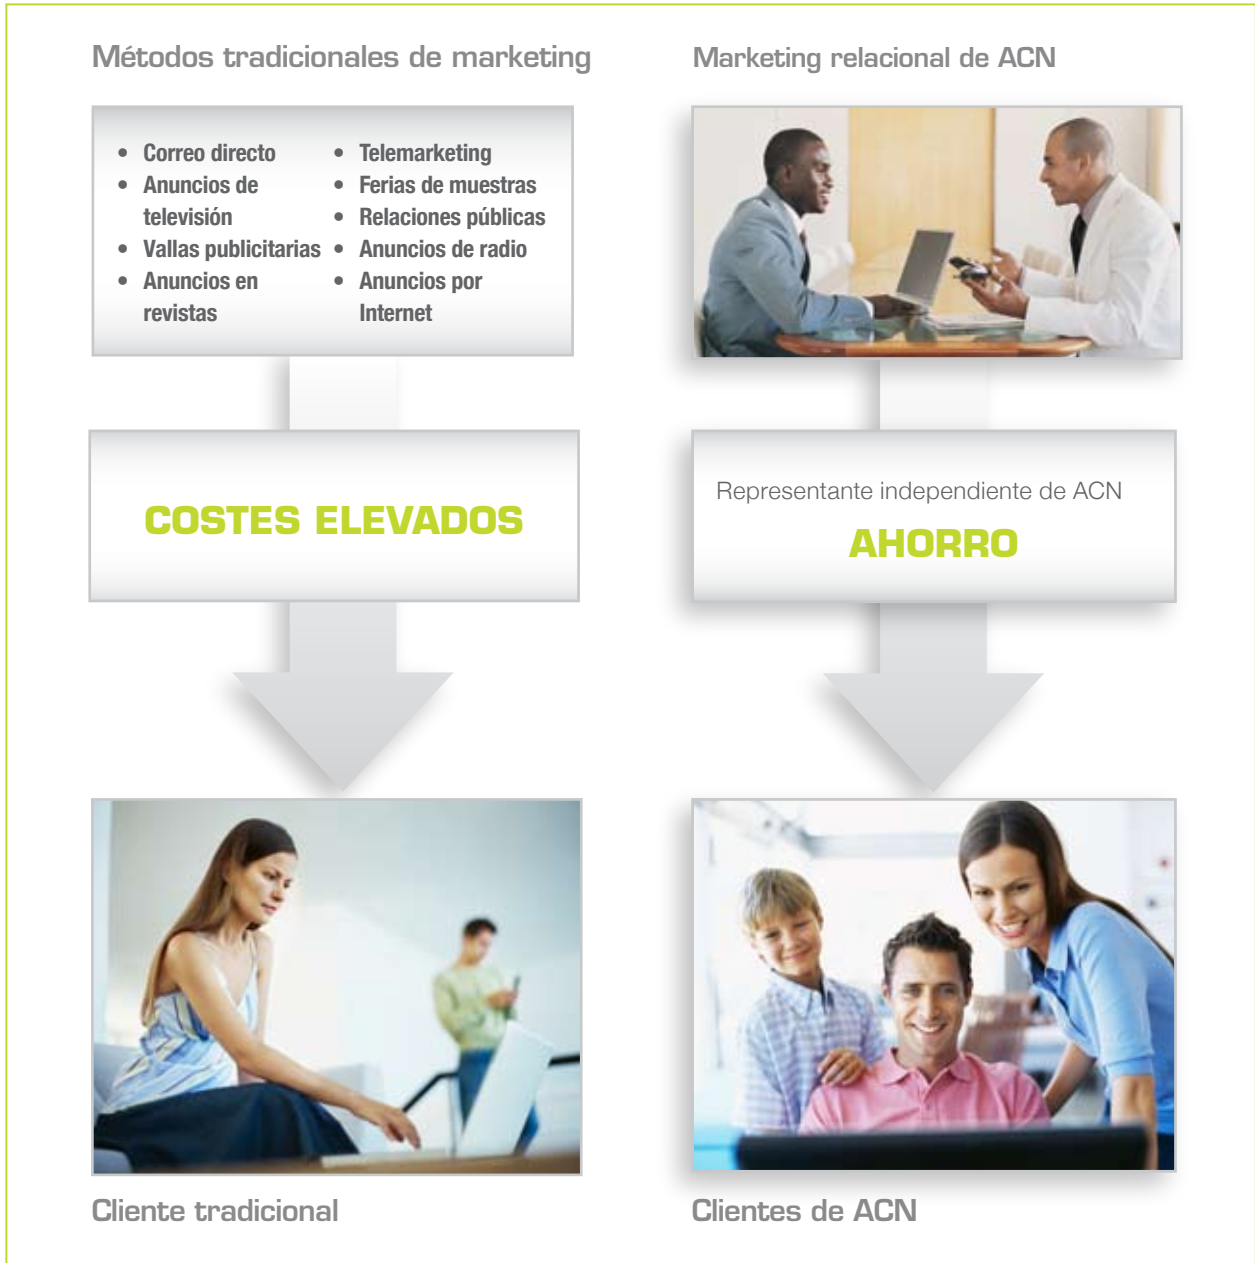 Métodos tradicionales de marketing
• Correo directo
• Anuncios de
televisión
• Vallas publicitarias
• Anuncios en
revistas
• Telemarketing
• Ferias de muestras
• Relaciones públicas
• Anuncios de radio
• Anuncios por
Internet
COSTES ELEVADOS
Cliente tradicional
Marketing relacional de ACN
Representante independiente de ACN
AHORRO
Clientes de ACN